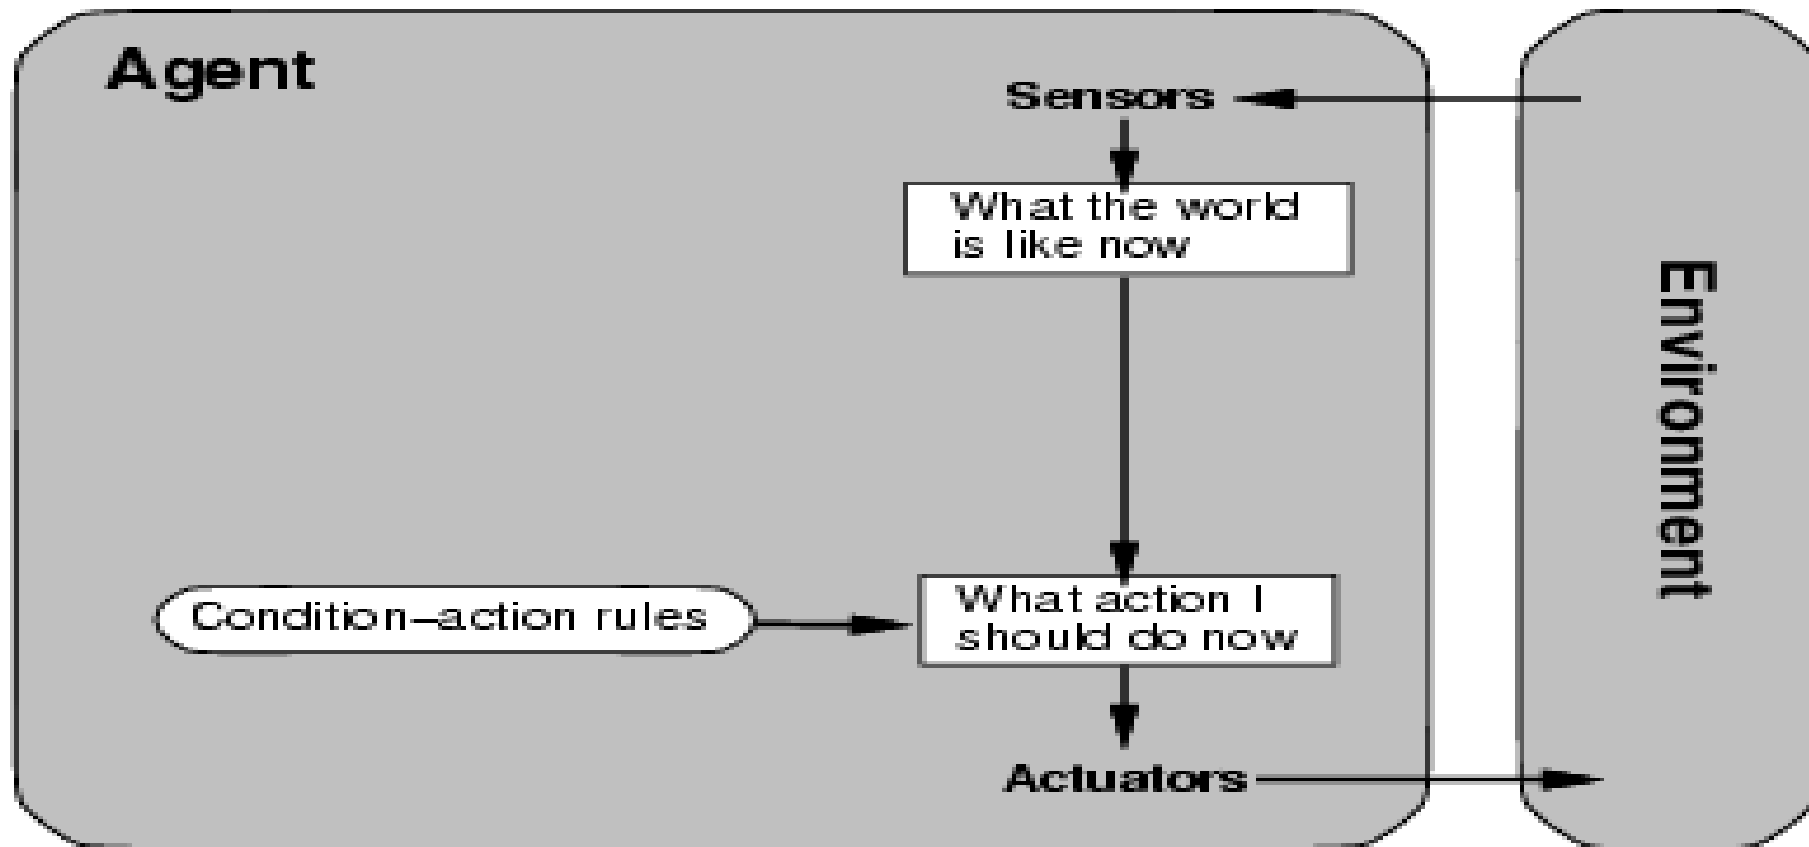 Agent
Sensors
What the world
is like now
Environment
Condition–action rules
What action I
should do now
Actuators